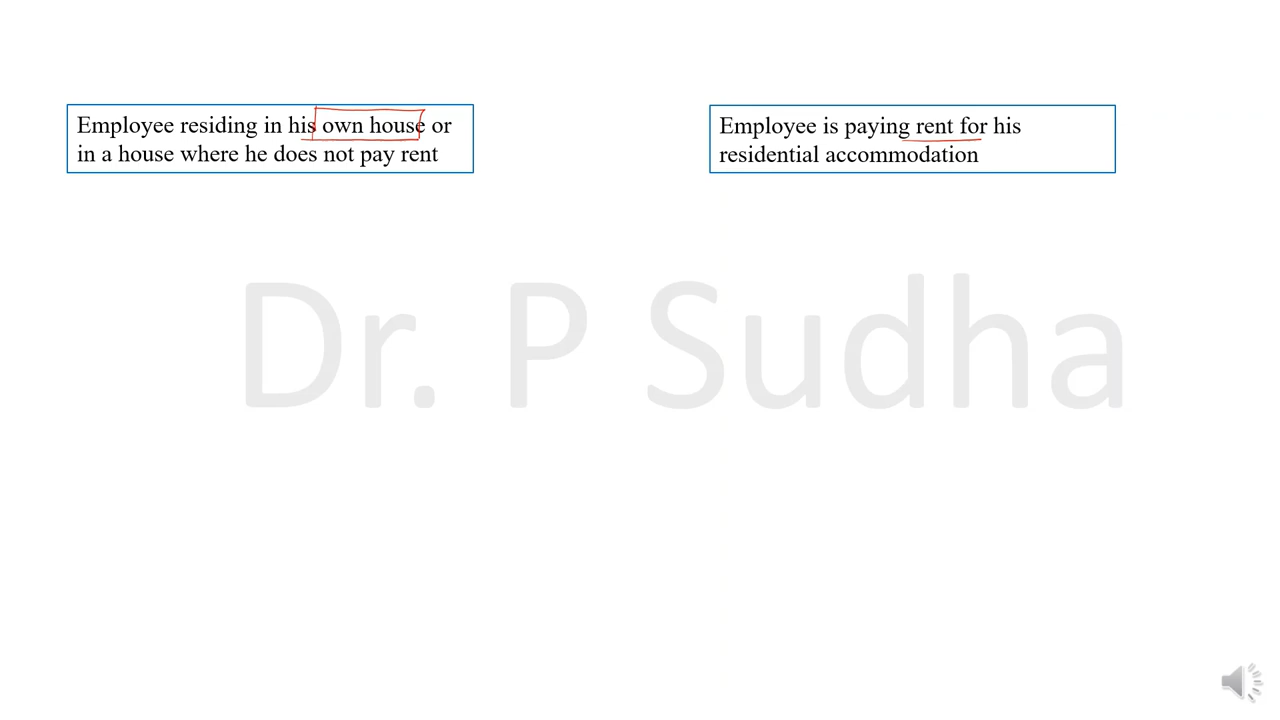 Employee residing in his own house or
in a house where he does not pay rent
Employee is paying rent for his
residential accommodation
Dr. P Sudha